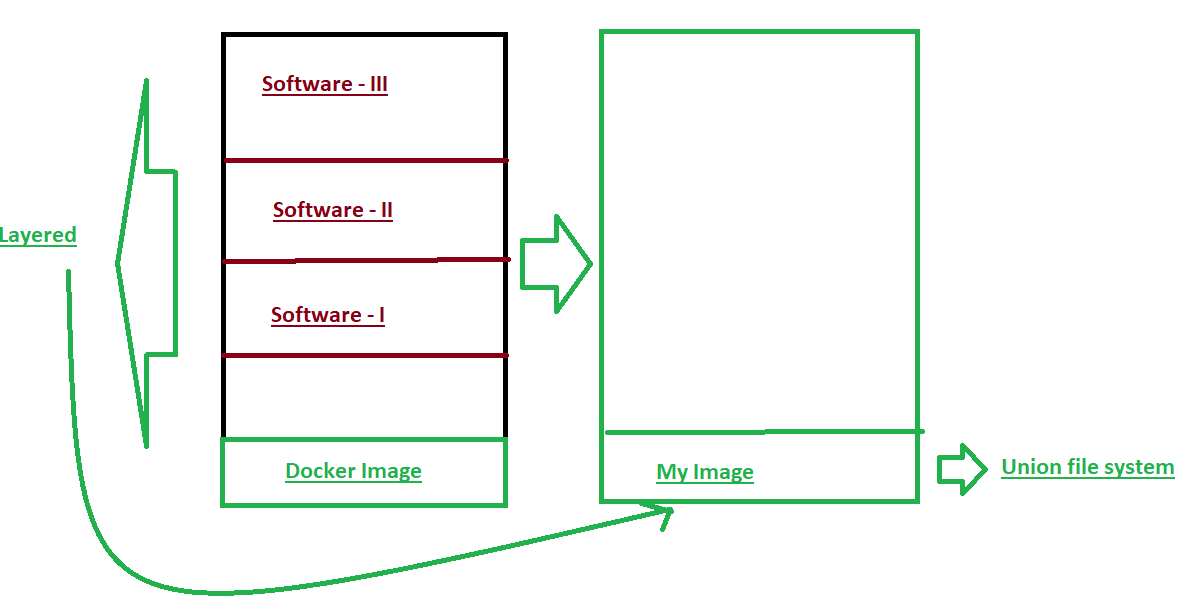 Software - III
Software - II
Layered
Software - I
Docker Image
My Image
Union file system